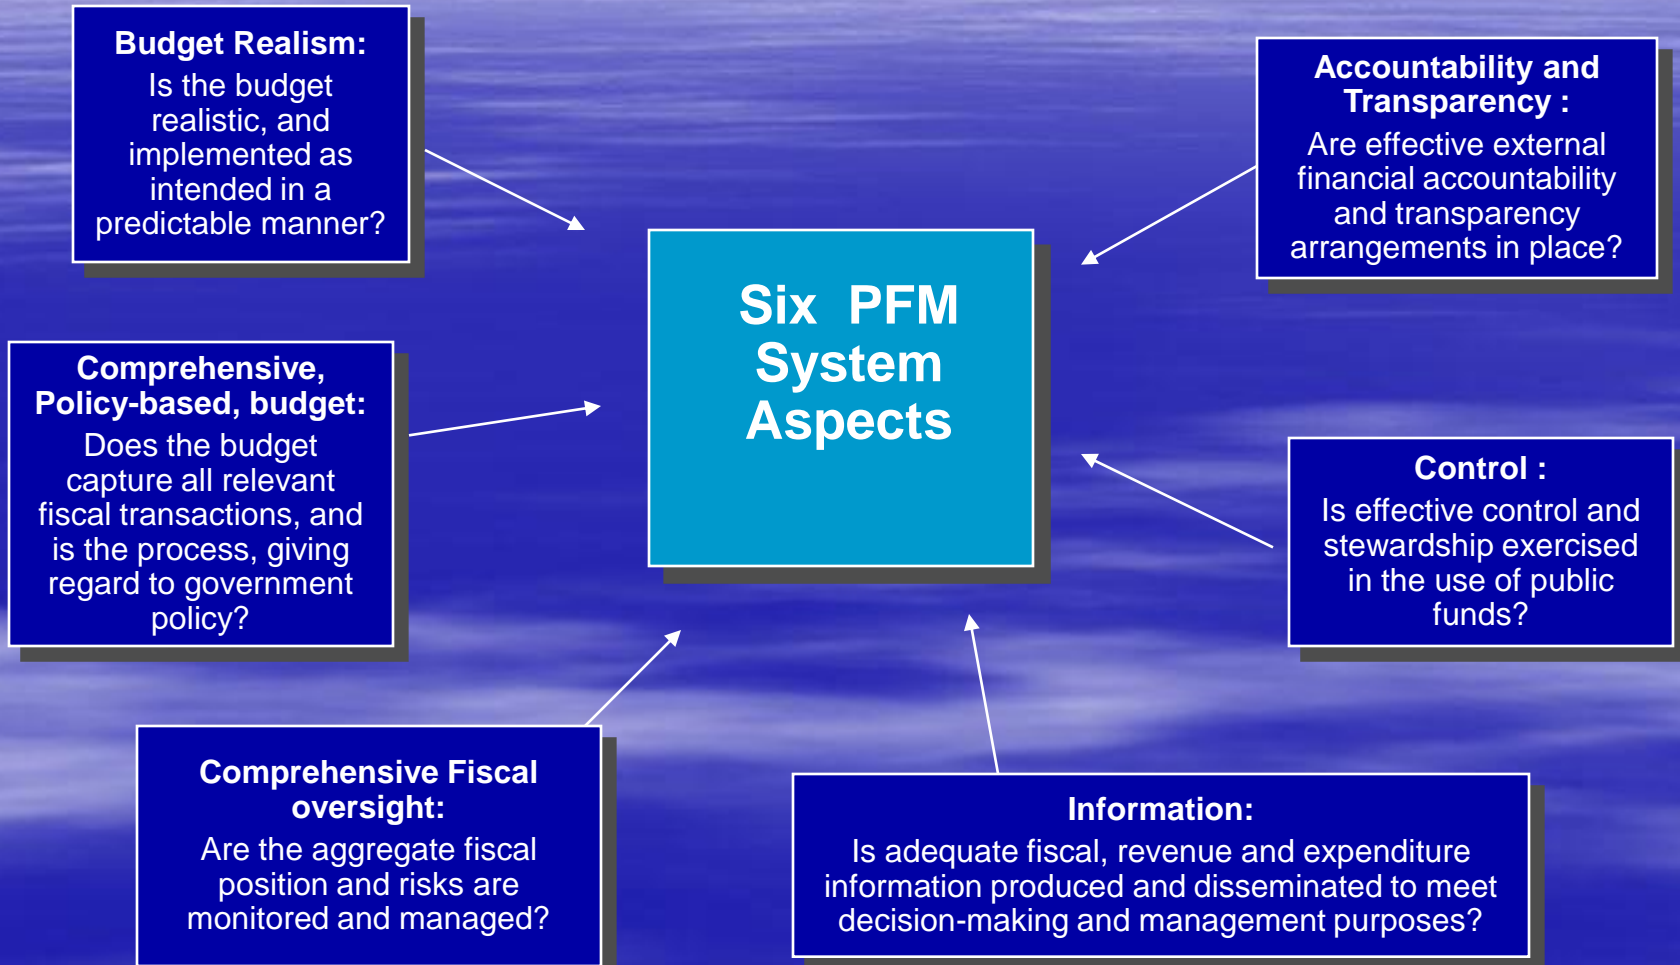 Budget Realism:
Is the budget
realistic, and
implemented as
intended in a
predictable manner?
Accountability and
Transparency :
Are effective external
financial accountability
and transparency
arrangements in place?
Six PFM
System
Aspects
Comprehensive,
Policy-based, budget:
Does the budget
capture all relevant
fiscal transactions, and
is the process, giving
regard to government
policy?
Control :
Is effective control and
stewardship exercised
in the use of public
funds?
Comprehensive Fiscal
oversight:
Are the aggregate fiscal
position and risks are
monitored and managed?
Information:
Is adequate fiscal, revenue and expenditure
information produced and disseminated to meet
decision-making and management purposes?